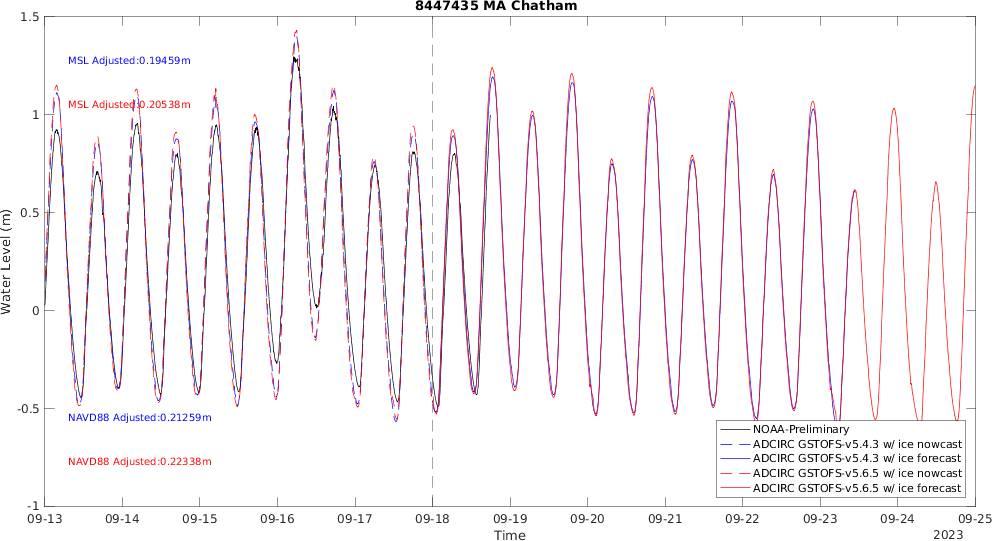 8447435 MA Chatham
1.5
1
0.5
0
-0.5
-1
Water Level (m)
MSL Adjusted:0.19459m
MSL Adjusted:0.20538m
NAVD88 Adjusted:0.21259m
NAVD88 Adjusted:0.22338m
NOAA-Preliminary
ADCIRC GSTOFS-v5.4.3 w/ ice nowcast
ADCIRC GSTOFS-v5.4.3 w/ ice forecast
ADCIRC GSTOFS-v5.6.5 w/ ice nowcast
ADCIRC GSTOFS-v5.6.5 w/ ice forecast
09-13 09-14 09-15 09-16 09-17 09-18 09-19 09-20 09-21 09-22 09-23 09-24 09-25
Time
2023